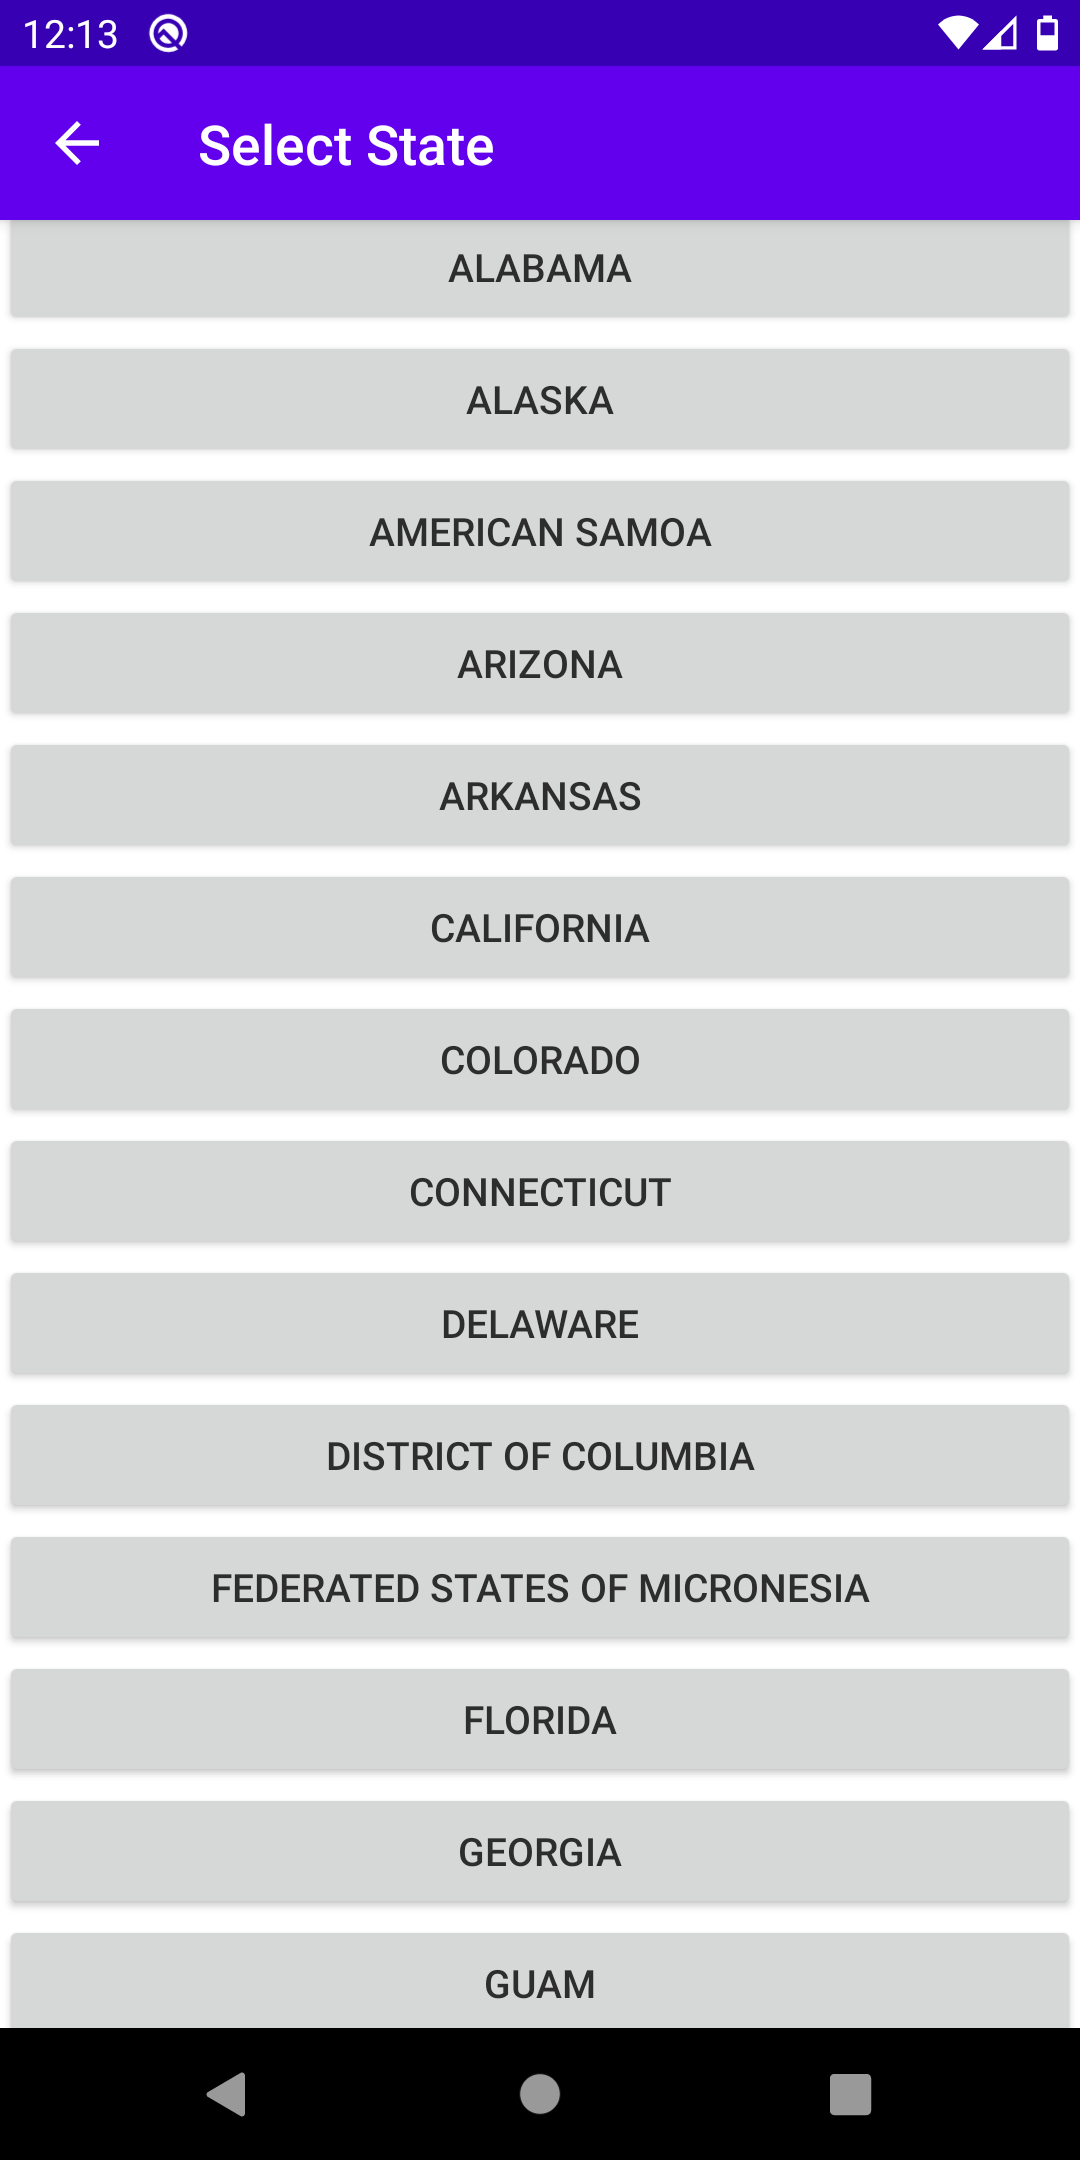 12:13
Select State
ALABAMA
ALASKA
AMERICAN SAMOA
ARIZONA
ARKANSAS
CALIFORNIA
COLORADO
CONNECTICUT
DELAWARE
DISTRICT OF COLUMBIA
FEDERATED STATES OF MICRONESIA
FLORIDA
GEORGIA
GUAM